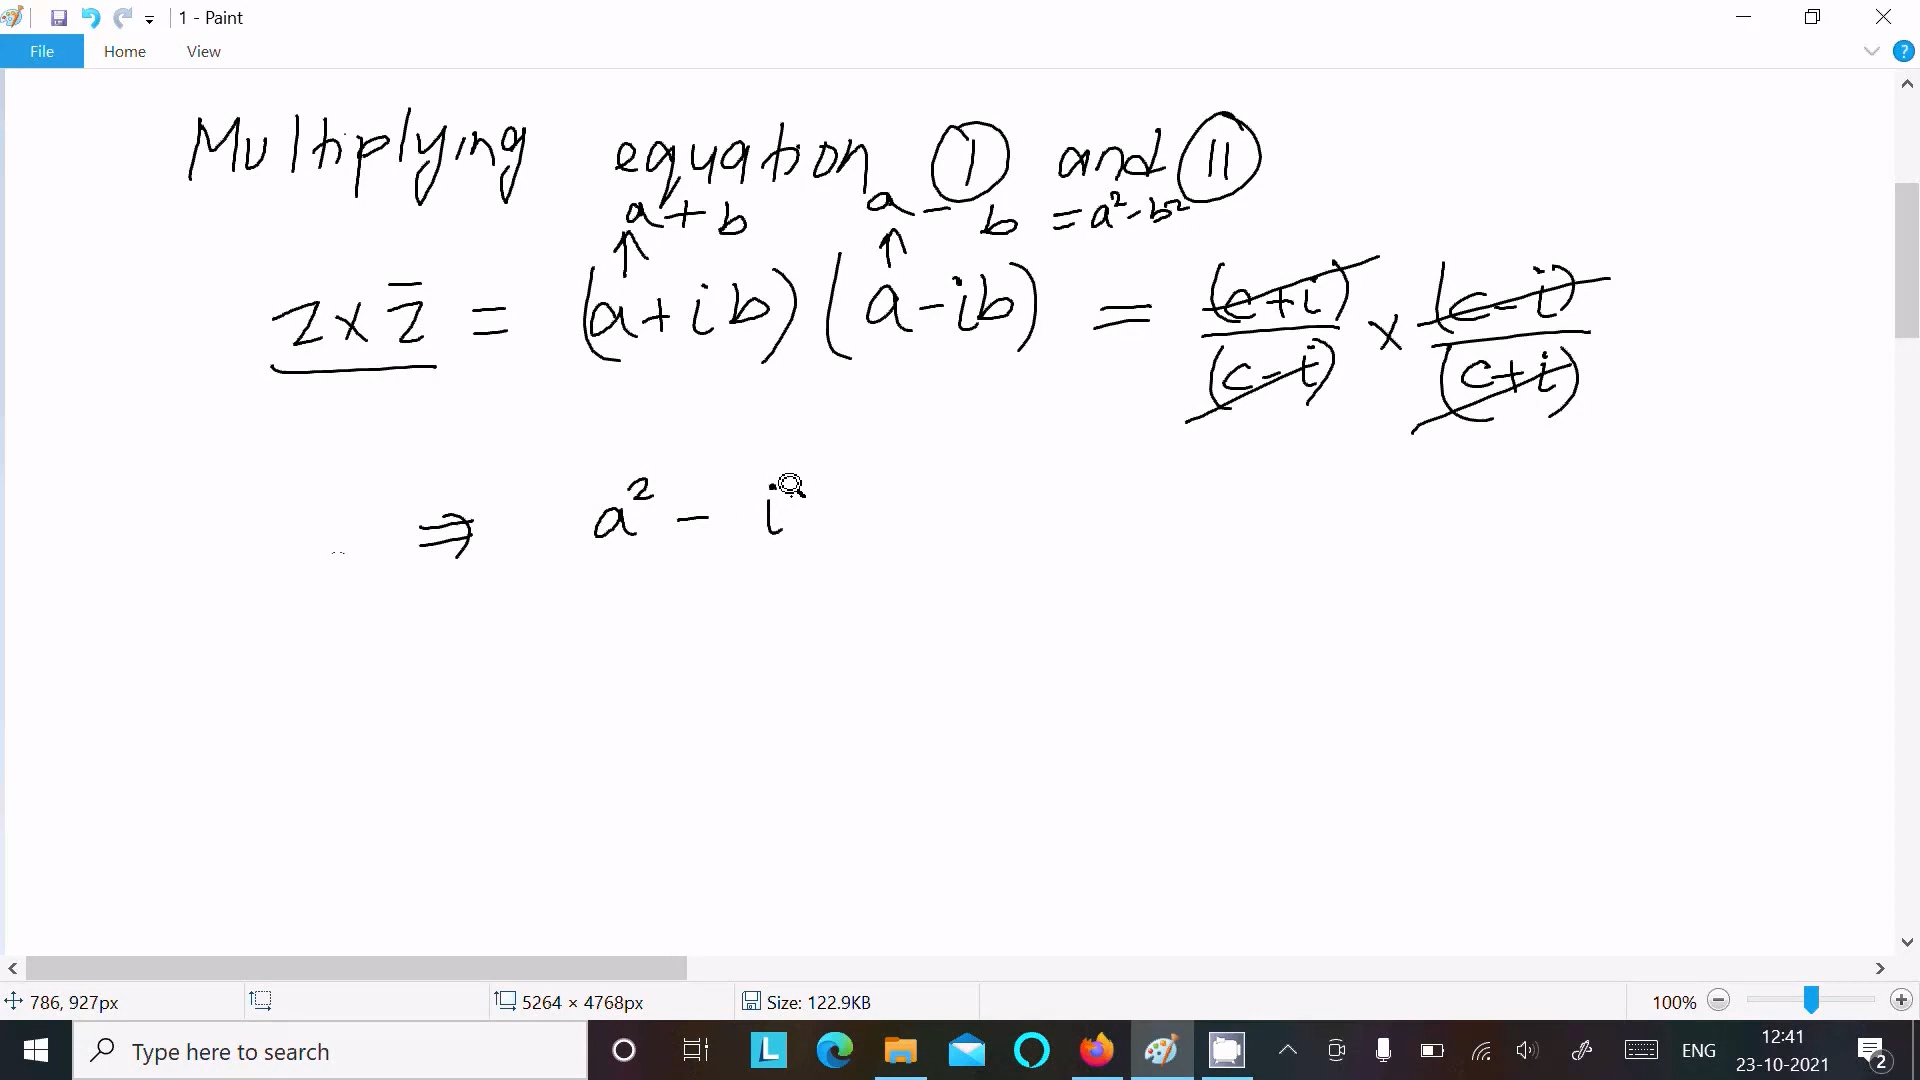 1 - Paint
File Home View
Multiplying equation I and II
a + b a - b = a² - b²
z × z̄ = (a + ib)(a - ib) = (c + i)/(c - i) × (c - i)/(c + i)
⇒ a² - i
786, 927px 5264 × 4768px Size: 122.9KB 100%
Type here to search
L
ENG
12:41
23-10-2021
2